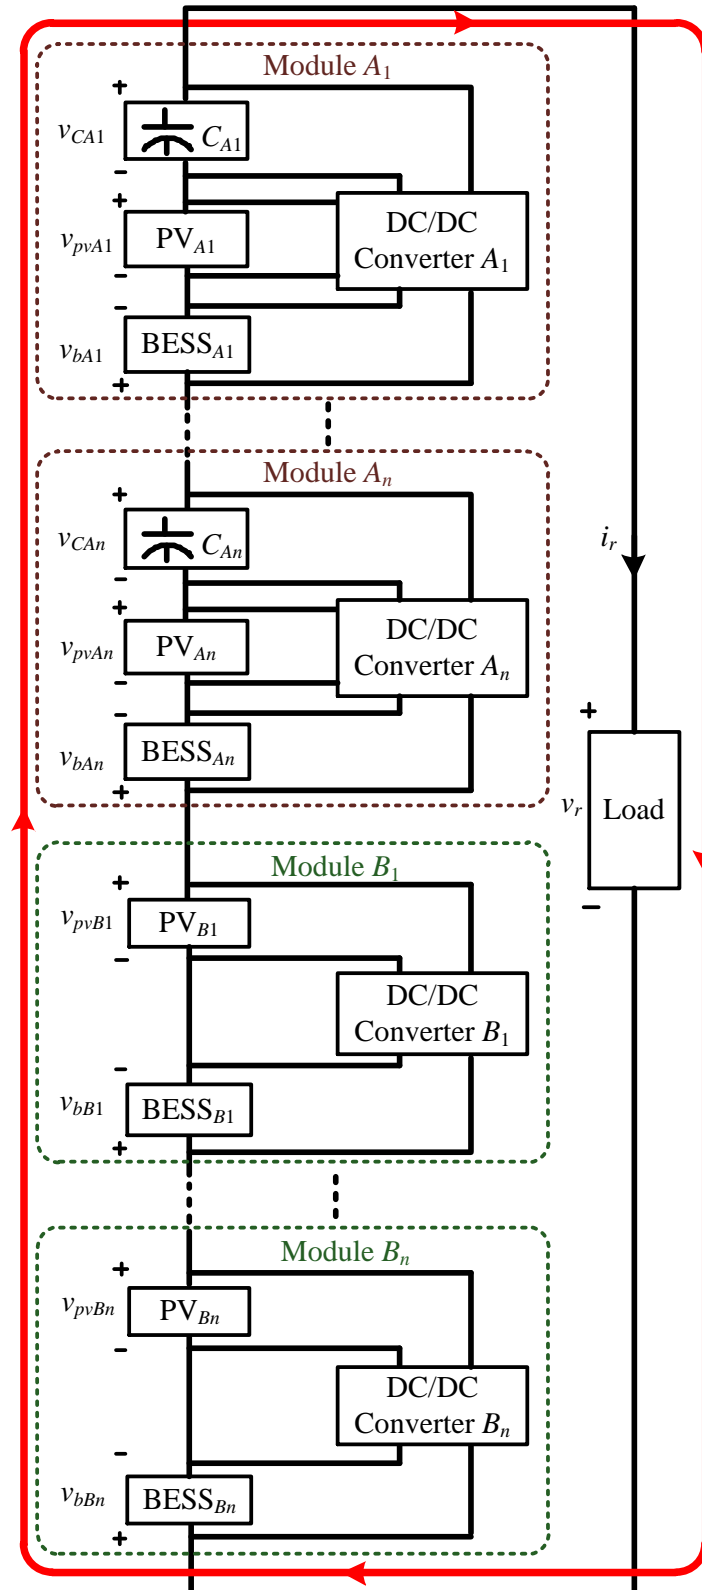 Module A1
+
vCA1
CA1
−
+
vpvA1
PVA1
DC/DC
Converter A1
−
−
vbA1
BESSA1
+
Module An
+
vCAn
CAn
ir
−
+
vpvAn
PVAn
DC/DC
Converter An
−
−
vbAn
BESSAn
+
+
vr
Load
−
Module B1
+
vpvB1
PVB1
−
DC/DC
Converter B1
−
vbB1
BESSB1
+
Module Bn
+
vpvBn
PVBn
−
DC/DC
Converter Bn
−
vbBn
BESSBn
+